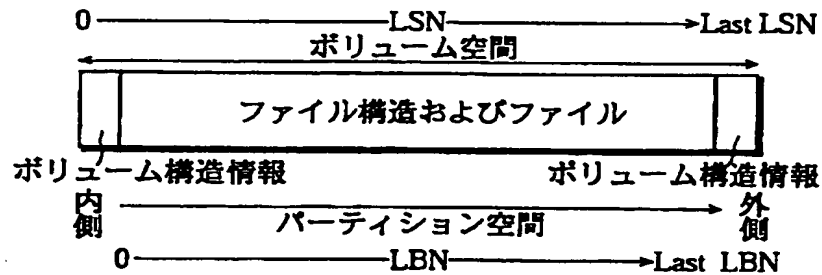 0 LSN Last LSN
ボリューム空間
ファイル構造およびファイル
ボリューム構造情報 ボリューム構造情報
内側 外側
パーティション空間
0 LBN Last LBN